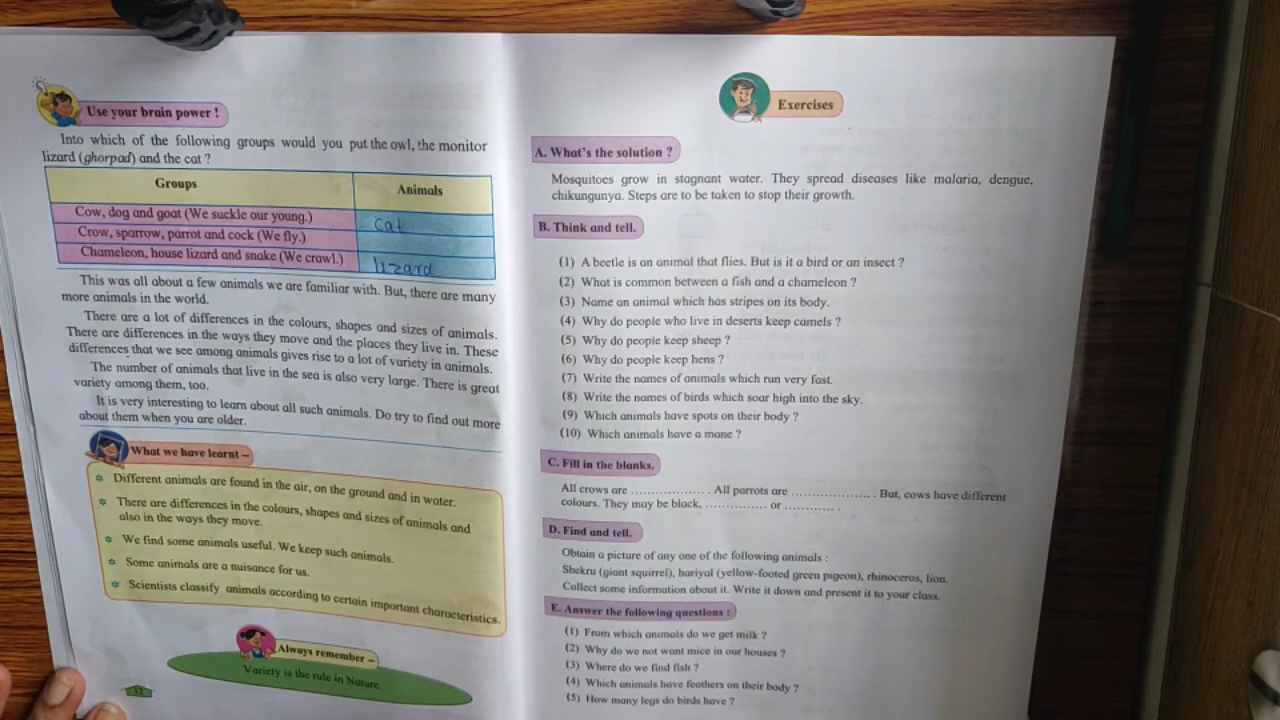 Use your brain power !
Into which of the following groups would you put the owl, the monitor
lizard (ghorpad) and the cat ?
Groups Animals
Cow, dog and goat (We suckle our young.) cat
Crow, sparrow, parrot and cock (We fly.)
Chameleon, house lizard and snake (We crawl.) lizard
This was all about a few animals we are familiar with. But, there are many
more animals in the world.
There are a lot of differences in the colours, shapes and sizes of animals.
There are differences in the ways they move and the places they live in. These
differences that we see among animals gives rise to a lot of variety in animals.
The number of animals that live in the sea is also very large. There is great
variety among them, too.
It is very interesting to learn about all such animals. Do try to find out more
about them when you are older.
What we have learnt –
Different animals are found in the air, on the ground and in water.
There are differences in the colours, shapes and sizes of animals and
also in the ways they move.
We find some animals useful. We keep such animals.
Some animals are a nuisance for us.
Scientists classify animals according to certain important characteristics.
Always remember –
Variety is the rule in Nature.
12
Exercises
A. What's the solution ?
Mosquitoes grow in stagnant water. They spread diseases like malaria, dengue,
chikungunya. Steps are to be taken to stop their growth.
B. Think and tell.
(1) A beetle is an animal that flies. But is it a bird or an insect ?
(2) What is common between a fish and a chameleon ?
(3) Name an animal which has stripes on its body.
(4) Why do people who live in deserts keep camels ?
(5) Why do people keep sheep ?
(6) Why do people keep hens ?
(7) Write the names of animals which run very fast.
(8) Write the names of birds which soar high into the sky.
(9) Which animals have spots on their body ?
(10) Which animals have a mane ?
C. Fill in the blanks.
All crows are ................... . All parrots are ................... . But, cows have different
colours. They may be black, ............... or ............ .
D. Find and tell.
Obtain a picture of any one of the following animals :
Shekru (giant squirrel), hariyal (yellow-footed green pigeon), rhinoceros, lion.
Collect some information about it. Write it down and present it to your class.
E. Answer the following questions :
(1) From which animals do we get milk ?
(2) Why do we not want mice in our houses ?
(3) Where do we find fish ?
(4) Which animals have feathers on their body ?
(5) How many legs do birds have ?